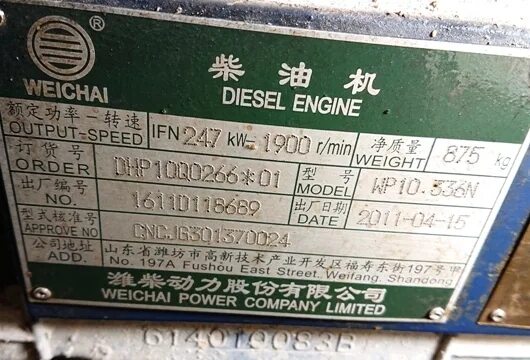 WEICHAI ®
柴油机
DIESEL ENGINE
额定功率-转速 OUTPUT-SPEED IFN 247 kW- 1900 r/min 净质量 WEIGHT 875 kg
订货号 ORDER DHP10Q0266*01 型号 MODEL WP10.336N
出厂编号 NO. 1611D118689 出厂日期 DATE 2011-04-15
型式核准号 APPROVE NO CNCJG301370024
公司地址 ADD. 山东省潍坊市高新技术产业开发区福寿东街197号甲
No. 197A Fushou East Street. Weifang. Shandong
潍柴动力股份有限公司
WEICHAI POWER COMPANY LIMITED
614010083B